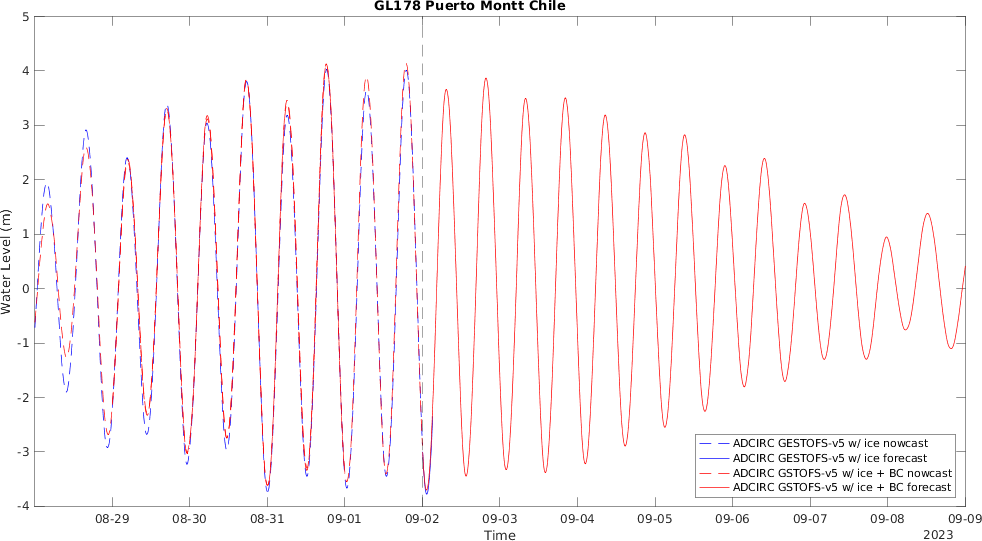 GL178 Puerto Montt Chile
Water Level (m)
5
4
3
2
1
0
-1
-2
-3
-4
ADCIRC GESTOFS-v5 w/ ice nowcast
ADCIRC GESTOFS-v5 w/ ice forecast
ADCIRC GSTOFS-v5 w/ ice + BC nowcast
ADCIRC GSTOFS-v5 w/ ice + BC forecast
08-29 08-30 08-31 09-01 09-02 09-03 09-04 09-05 09-06 09-07 09-08 09-09
Time
2023